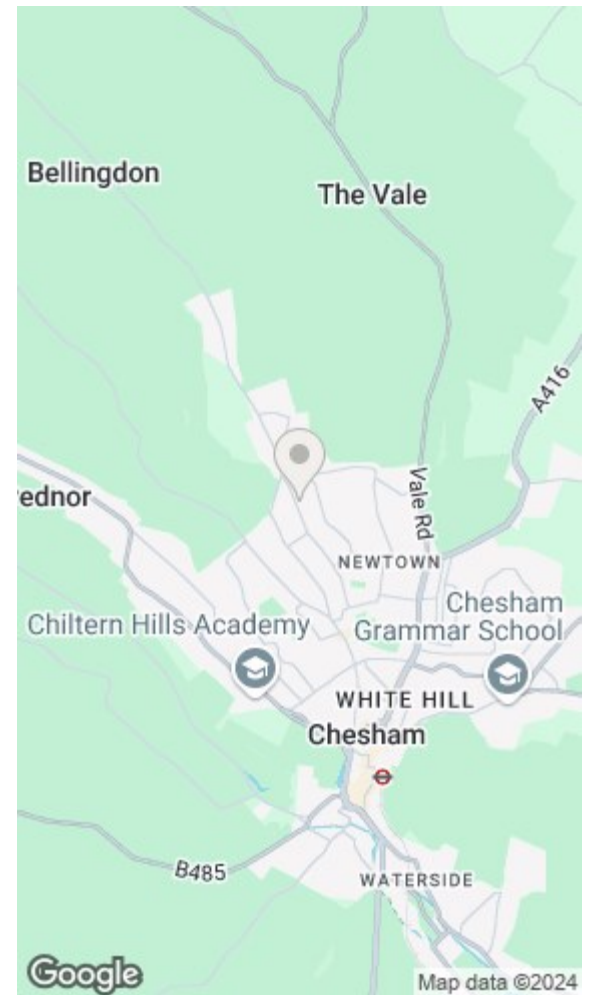 Bellingdon
The Vale
A416
ednor
Vale Rd
NEWTOWN
Chiltern Hills Academy
Chesham
Grammar School
WHITE HILL
Chesham
B485
WATERSIDE
Google
Map data ©2024